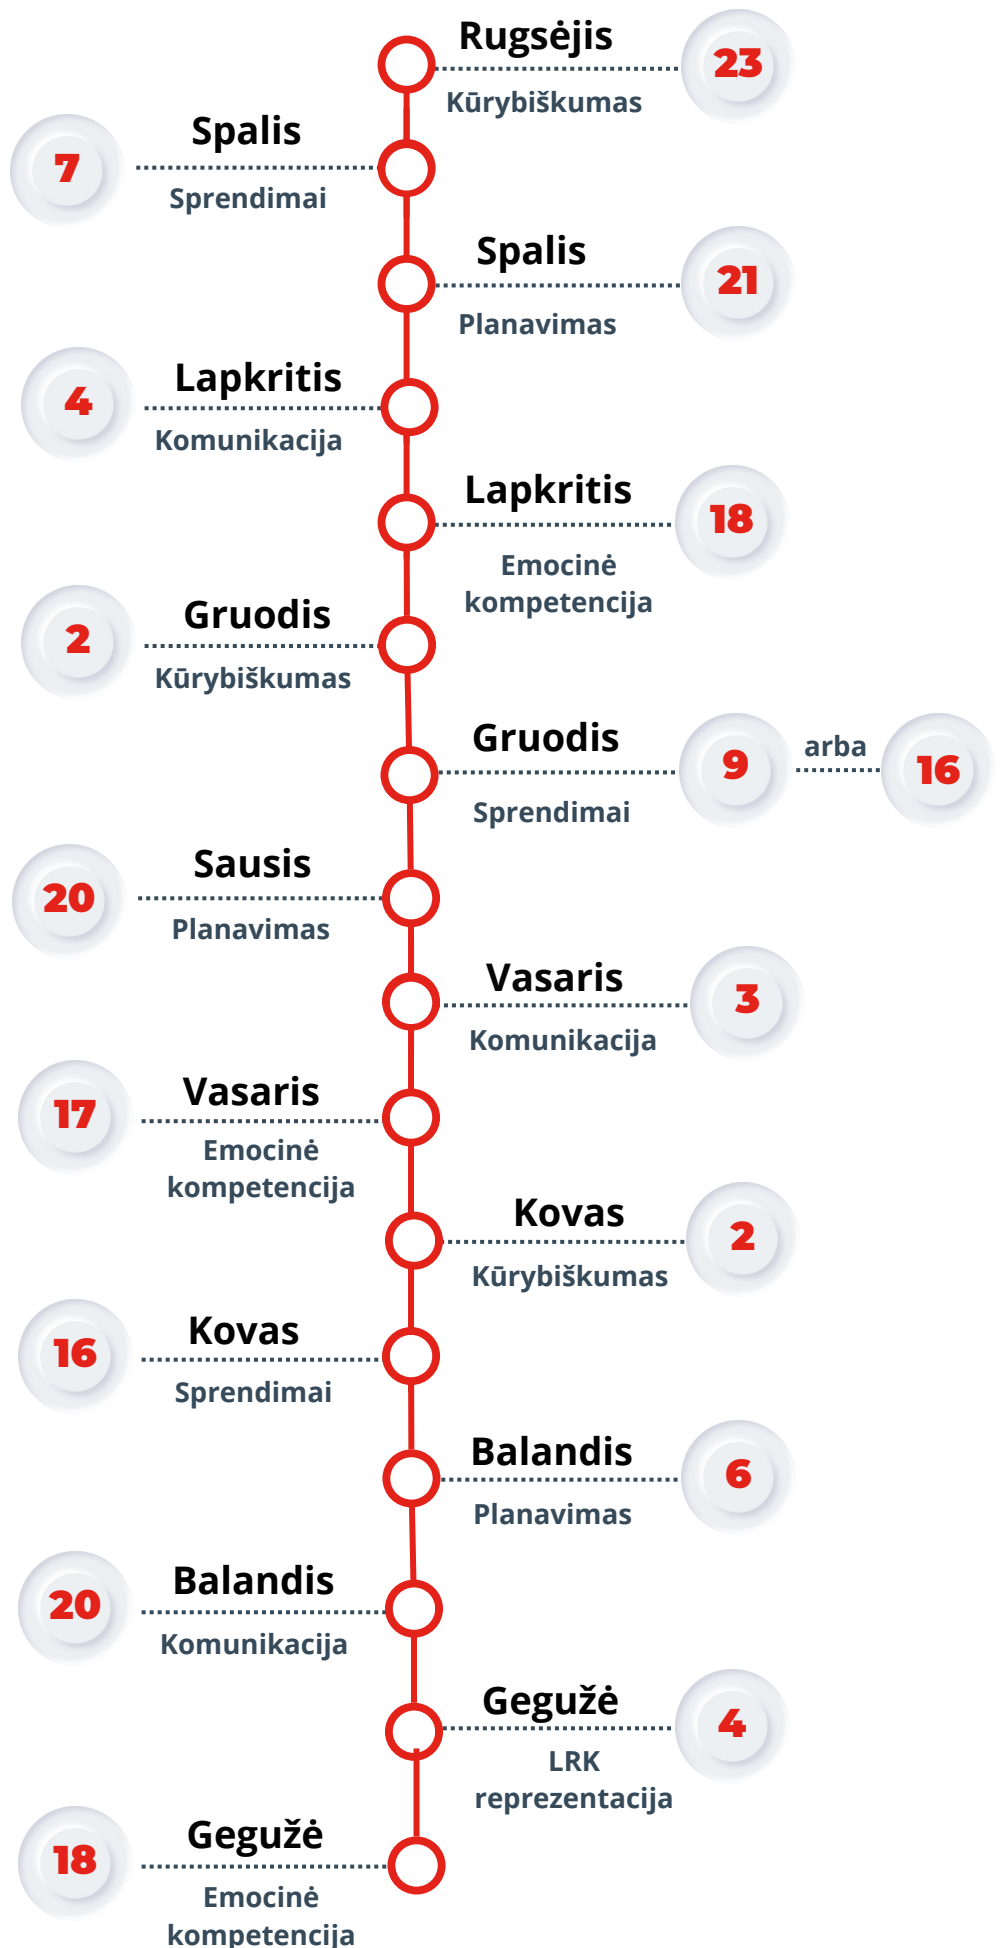 Rugsėjis
23
Kūrybiškumas
Spalis
7
Sprendimai
Spalis
21
Planavimas
Lapkritis
4
Komunikacija
Lapkritis
18
Emocinė
kompetencija
Gruodis
2
Kūrybiškumas
Gruodis
9 arba 16
Sprendimai
Sausis
20
Planavimas
Vasaris
3
Komunikacija
Vasaris
17
Emocinė
kompetencija
Kovas
2
Kūrybiškumas
Kovas
16
Sprendimai
Balandis
6
Planavimas
Balandis
20
Komunikacija
Gegužė
4
LRK
reprezentacija
Gegužė
18
Emocinė
kompetencija